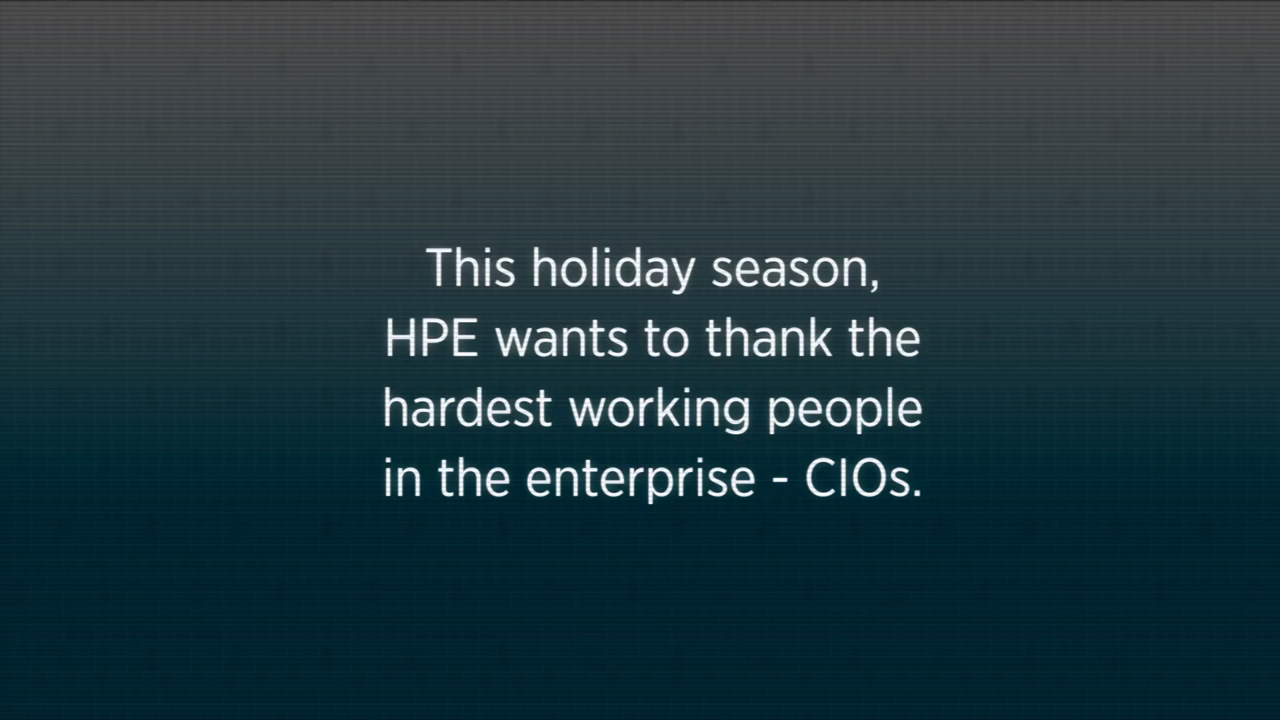 This holiday season,
HPE wants to thank the
hardest working people
in the enterprise - CIOs.